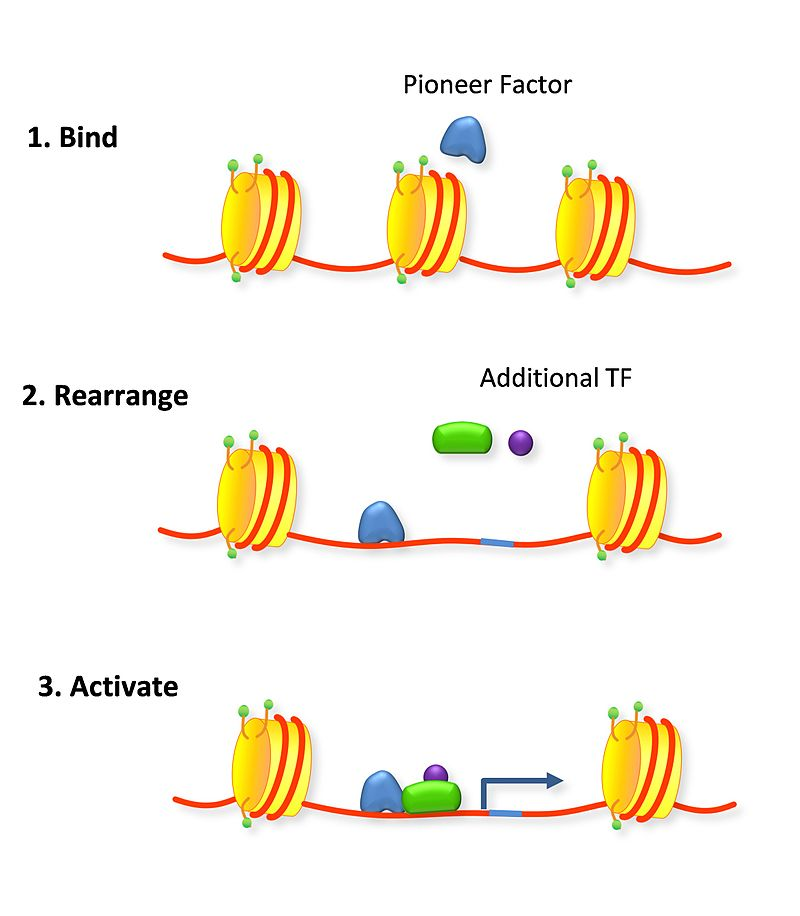 Pioneer Factor
1. Bind
Additional TF
2. Rearrange
3. Activate